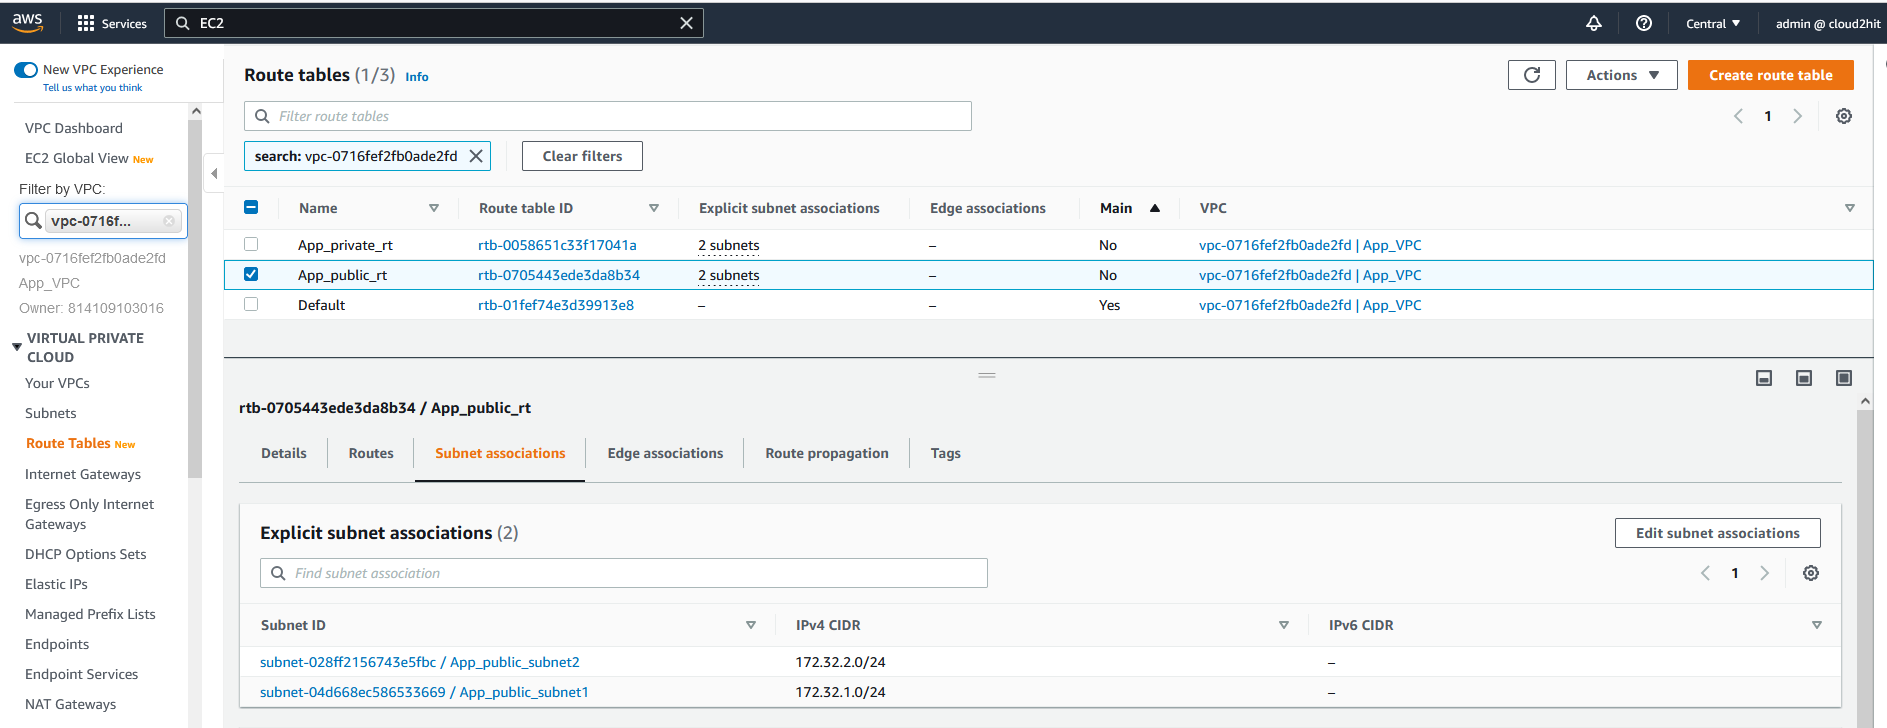 aws Services EC2 Central admin @ cloud2hit
New VPC Experience
Tell us what you think
VPC Dashboard
EC2 Global View New
Filter by VPC:
vpc-0716f...
vpc-0716fef2fb0ade2fd
App_VPC
Owner: 814109103016
VIRTUAL PRIVATE
CLOUD
Your VPCs
Subnets
Route Tables New
Internet Gateways
Egress Only Internet
Gateways
DHCP Options Sets
Elastic IPs
Managed Prefix Lists
Endpoints
Endpoint Services
NAT Gateways
Route tables (1/3) Info Actions Create route table
Filter route tables 1
search: vpc-0716fef2fb0ade2fd Clear filters
Name Route table ID Explicit subnet associations Edge associations Main VPC
App_private_rt rtb-0058651c33f17041a 2 subnets – No vpc-0716fef2fb0ade2fd | App_VPC
App_public_rt rtb-0705443ede3da8b34 2 subnets – No vpc-0716fef2fb0ade2fd | App_VPC
Default rtb-01fef74e3d39913e8 – – Yes vpc-0716fef2fb0ade2fd | App_VPC
rtb-0705443ede3da8b34 / App_public_rt
Details Routes Subnet associations Edge associations Route propagation Tags
Explicit subnet associations (2) Edit subnet associations
Find subnet association 1
Subnet ID IPv4 CIDR IPv6 CIDR
subnet-028ff2156743e5fbc / App_public_subnet2 172.32.2.0/24 –
subnet-04d668ec586533669 / App_public_subnet1 172.32.1.0/24 –